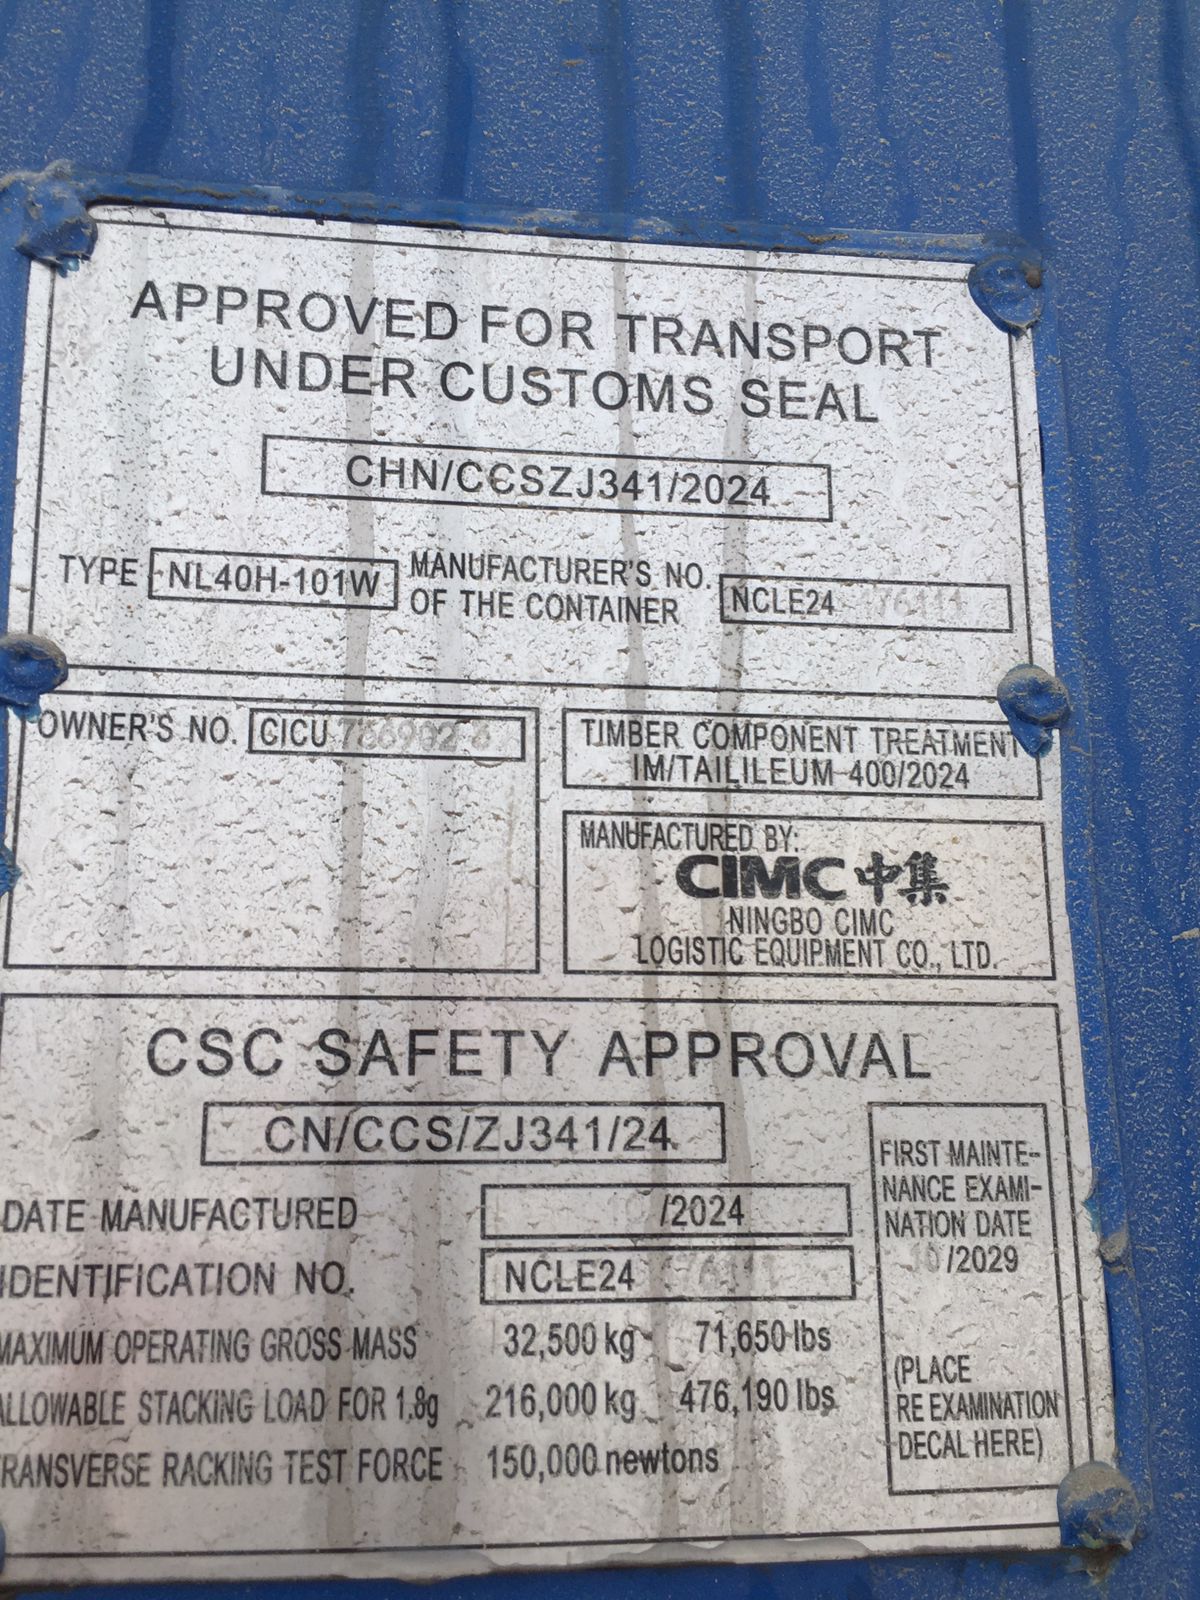 APPROVED FOR TRANSPORT
UNDER CUSTOMS SEAL
CHN/CCSZJ341/2024
TYPE NL40H-101W MANUFACTURER'S NO.
OF THE CONTAINER NCLE24
OWNER'S NO. CICU
TIMBER COMPONENT TREATMENT
IM/TAILILEUM 400/2024
MANUFACTURED BY:
CIMC 中集
NINGBO CIMC
LOGISTIC EQUIPMENT CO., LTD.
CSC SAFETY APPROVAL
CN/CCS/ZJ341/24
DATE MANUFACTURED 10/2024
IDENTIFICATION NO. NCLE24
MAXIMUM OPERATING GROSS MASS 32,500 kg 71,650 lbs
ALLOWABLE STACKING LOAD FOR 1.8g 216,000 kg 476,190 lbs
TRANSVERSE RACKING TEST FORCE 150,000 newtons
FIRST MAINTE-
NANCE EXAMI-
NATION DATE
10/2029
(PLACE
RE EXAMINATION
DECAL HERE)